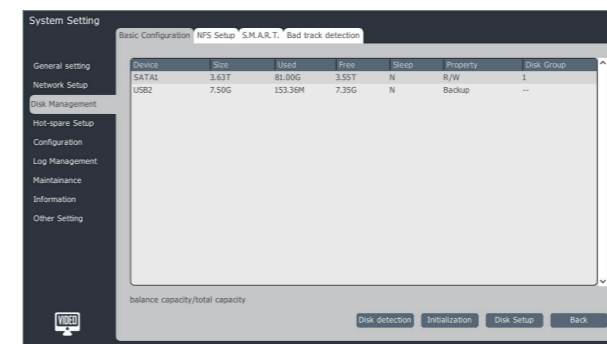 System Setting
Basic Configuration NFS Setup S.M.A.R.T. Bad track detection
General setting
Network Setup
Disk Management
Hot-spare Setup
Configuration
Log Management
Maintainance
Information
Other Setting
Device Size Used Free Sleep Property Disk Group
SATA1 3.63T 81.00G 3.55T N R/W 1
USB2 7.50G 153.36M 7.35G N Backup --
balance capacity/total capacity
Disk detection Initialization Disk Setup Back
VIDEO